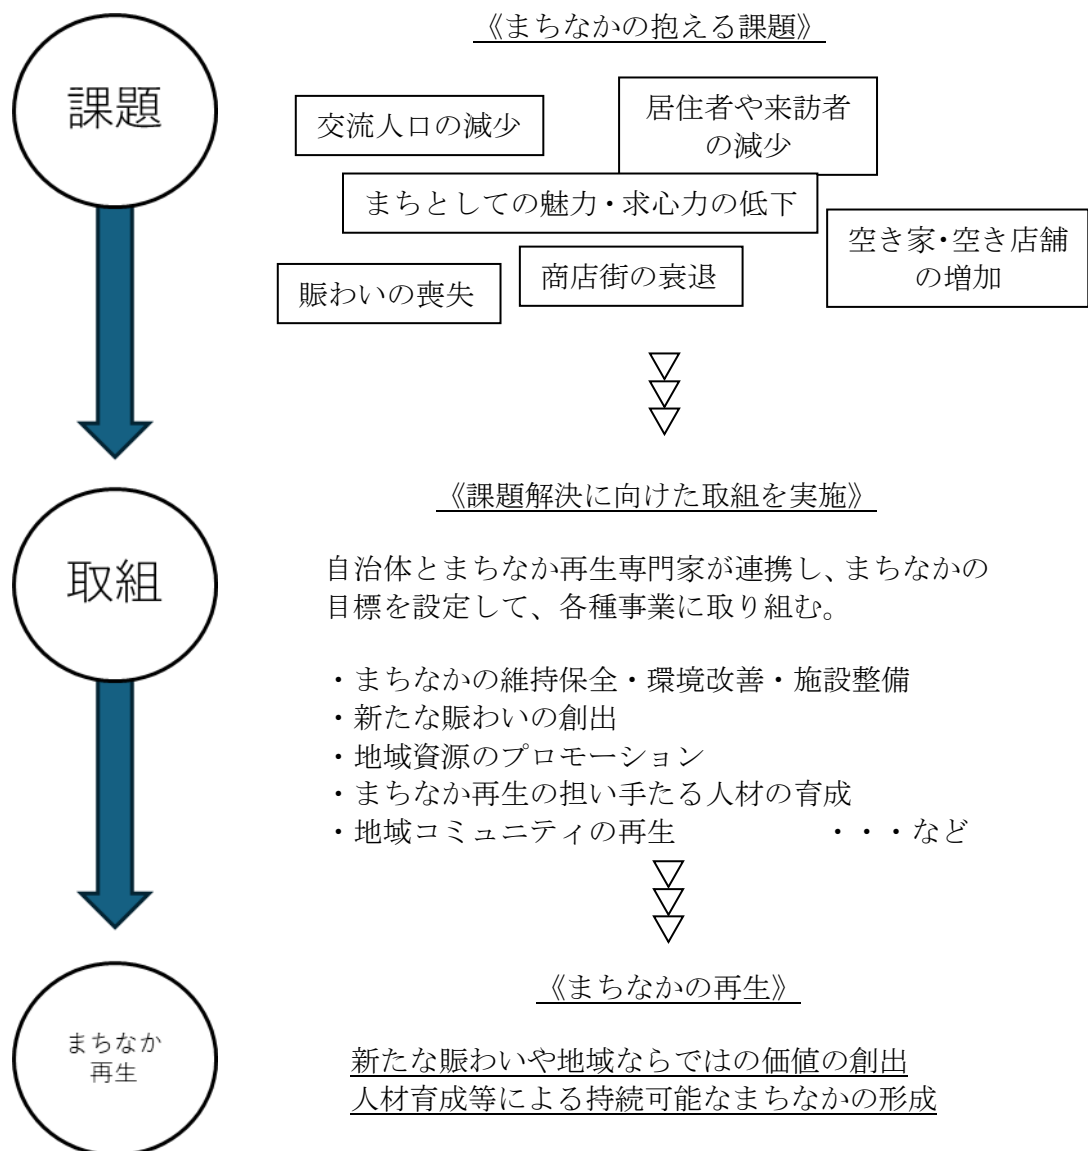 課題
《まちなかの抱える課題》
交流人口の減少
居住者や来訪者
の減少
まちとしての魅力・求心力の低下
空き家・空き店舗
の増加
賑わいの喪失
商店街の衰退
取組
《課題解決に向けた取組を実施》
自治体とまちなか再生専門家が連携し、まちなかの
目標を設定して、各種事業に取り組む。
・まちなかの維持保全・環境改善・施設整備
・新たな賑わいの創出
・地域資源のプロモーション
・まちなか再生の担い手たる人材の育成
・地域コミュニティの再生　　　　　・・・など
まちなか
再生
《まちなかの再生》
新たな賑わいや地域ならではの価値の創出
人材育成等による持続可能なまちなかの形成